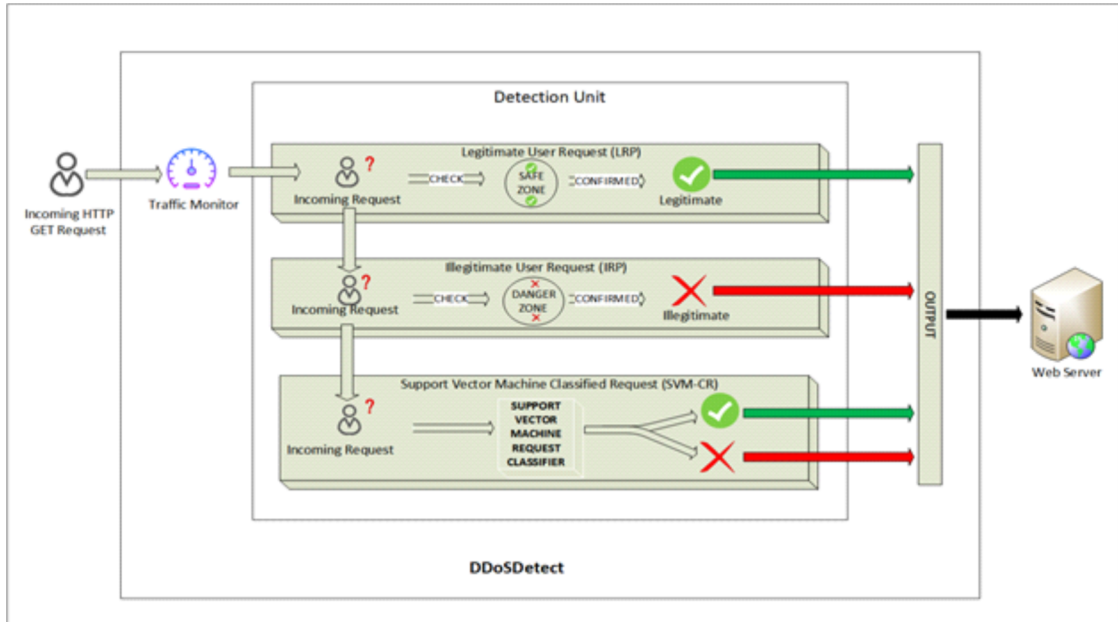 Detection Unit
Legitimate User Request (LRP)
?
CHECK
SAFE
ZONE
CONFIRMED
Incoming Request
Legitimate
Traffic Monitor
Incoming HTTP
GET Request
Illegitimate User Request (IRP)
?
CHECK
DANGER
ZONE
CONFIRMED
Incoming Request
Illegitimate
OUTPUT
Web Server
Support Vector Machine Classified Request (SVM-CR)
?
SUPPORT
VECTOR
MACHINE
REQUEST
CLASSIFIER
Incoming Request
DDoSDetect